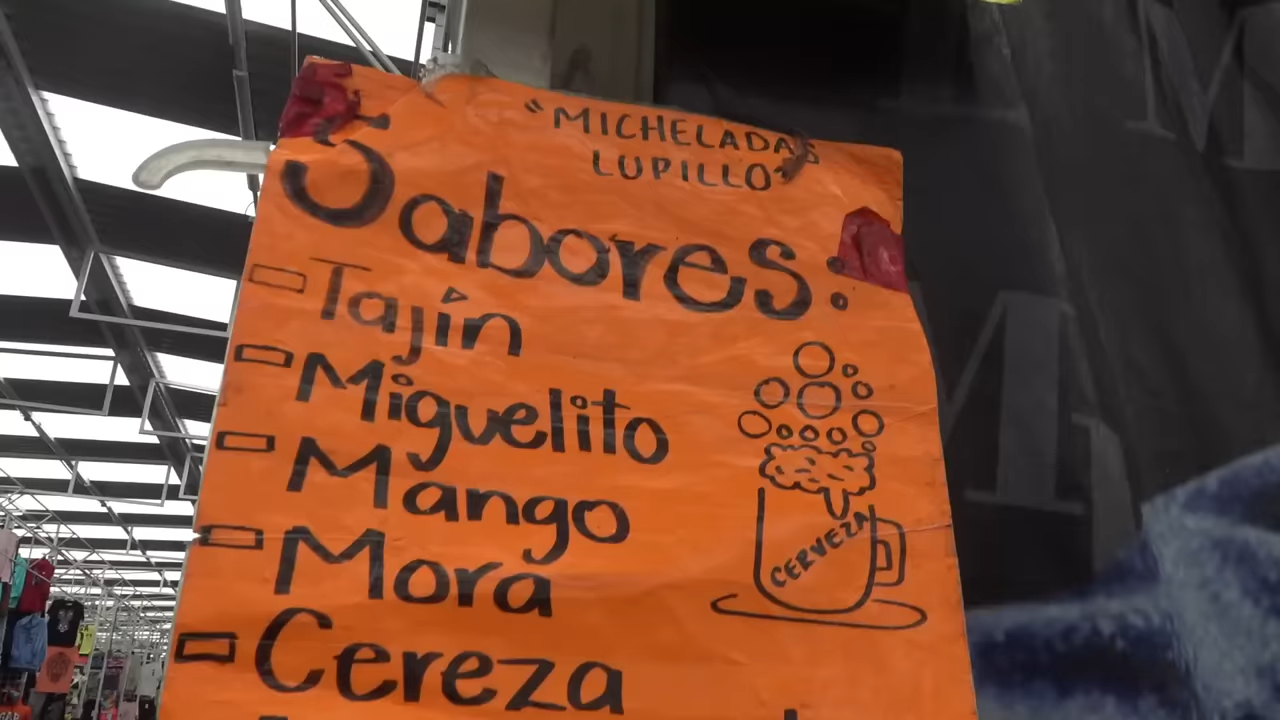 "MICHELADAS
LUPILLO"
Sabores:
Tajín
Miguelito
Mango
Mora
Cereza
CERVEZA